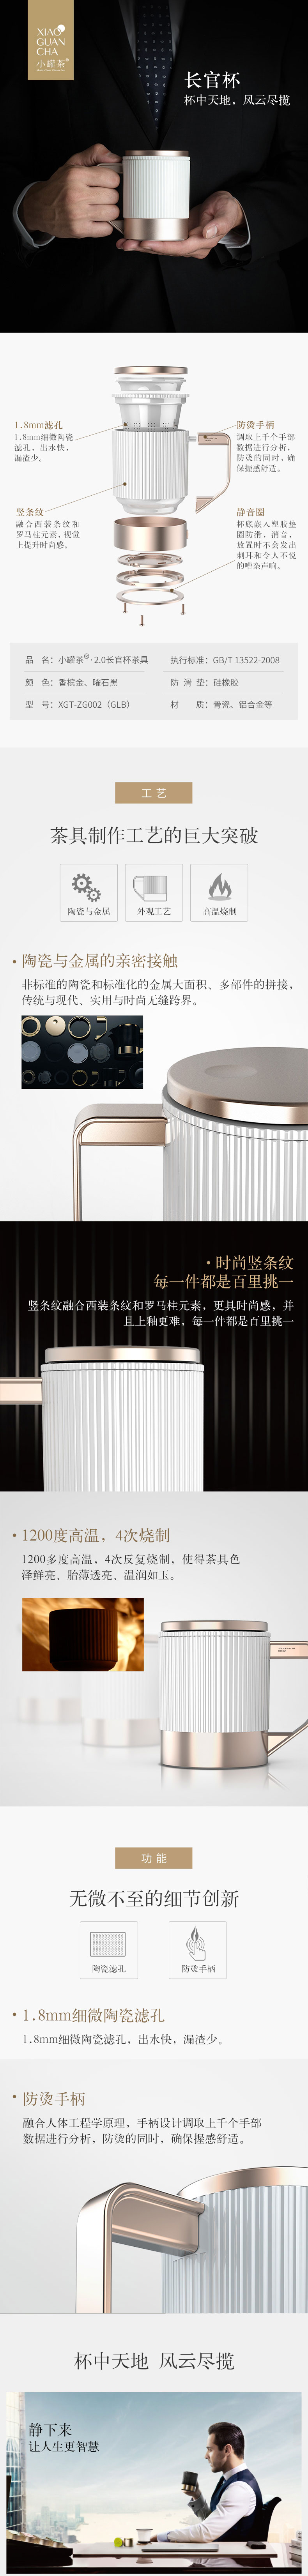 XIAO
GUAN
CHA
小罐茶®
长官杯
杯中天地，风云尽揽
1.8mm滤孔
1.8mm细微陶瓷
滤孔，出水快，
漏渣少。
防烫手柄
调取上千个手部
数据进行分析，
防烫的同时，确
保握感舒适。
竖条纹
融合西装条纹和
罗马柱元素，视觉
上提升时尚感。
静音圈
杯底嵌入塑胶垫
圈防滑，消音，
放置时不会发出
刺耳和令人不悦
的嘈杂声响。
品 名：小罐茶®·2.0长官杯茶具
执行标准：GB/T 13522-2008
颜 色：香槟金、曜石黑
防 滑 垫：硅橡胶
型 号：XGT-ZG002（GLB）
材 质：骨瓷、铝合金等
工艺
茶具制作工艺的巨大突破
陶瓷与金属
外观工艺
高温烧制
·陶瓷与金属的亲密接触
非标准的陶瓷和标准化的金属大面积、多部件的拼接，
传统与现代、实用与时尚无缝跨界。
·时尚竖条纹
每一件都是百里挑一
竖条纹融合西装条纹和罗马柱元素，更具时尚感，并
且上釉更难，每一件都是百里挑一
·1200度高温，4次烧制
1200多度高温，4次反复烧制，使得茶具色
泽鲜亮、胎薄透亮、温润如玉。
功能
无微不至的细节创新
陶瓷滤孔
防烫手柄
·1.8mm细微陶瓷滤孔
1.8mm细微陶瓷滤孔，出水快，漏渣少。
·防烫手柄
融合人体工程学原理，手柄设计调取上千个手部
数据进行分析，防烫的同时，确保握感舒适。
杯中天地 风云尽揽
静下来
让人生更智慧